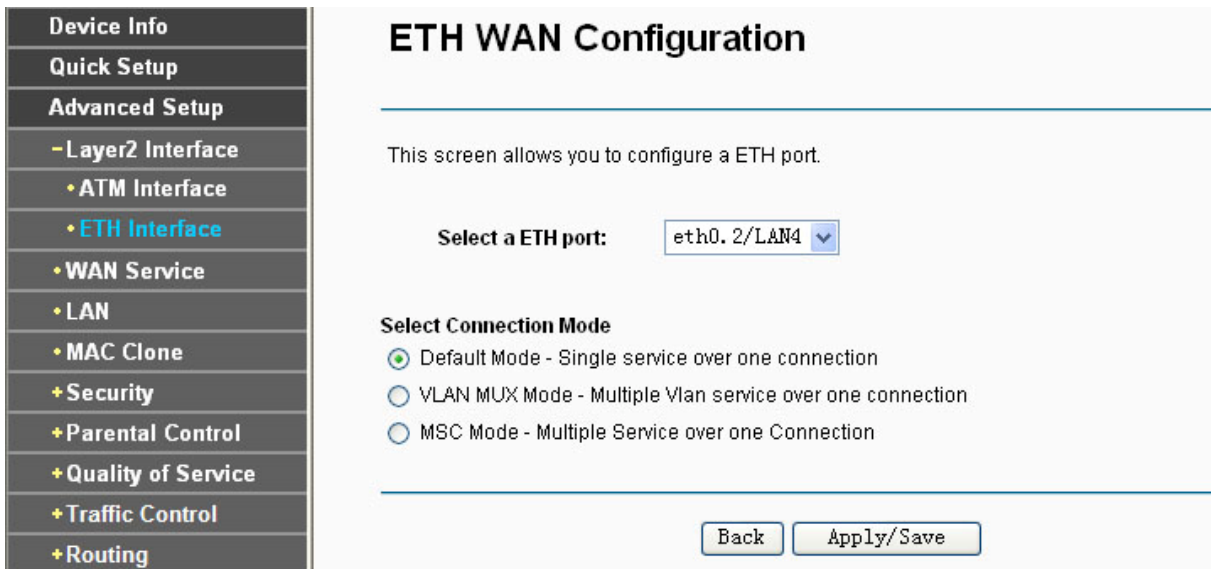 Device Info
Quick Setup
Advanced Setup
-Layer2 Interface
•ATM Interface
•ETH Interface
•WAN Service
•LAN
•MAC Clone
+Security
+Parental Control
+Quality of Service
+Traffic Control
+Routing
ETH WAN Configuration
This screen allows you to configure a ETH port.
Select a ETH port: eth0.2/LAN4
Select Connection Mode
Default Mode - Single service over one connection
VLAN MUX Mode - Multiple Vlan service over one connection
MSC Mode - Multiple Service over one Connection
Back Apply/Save